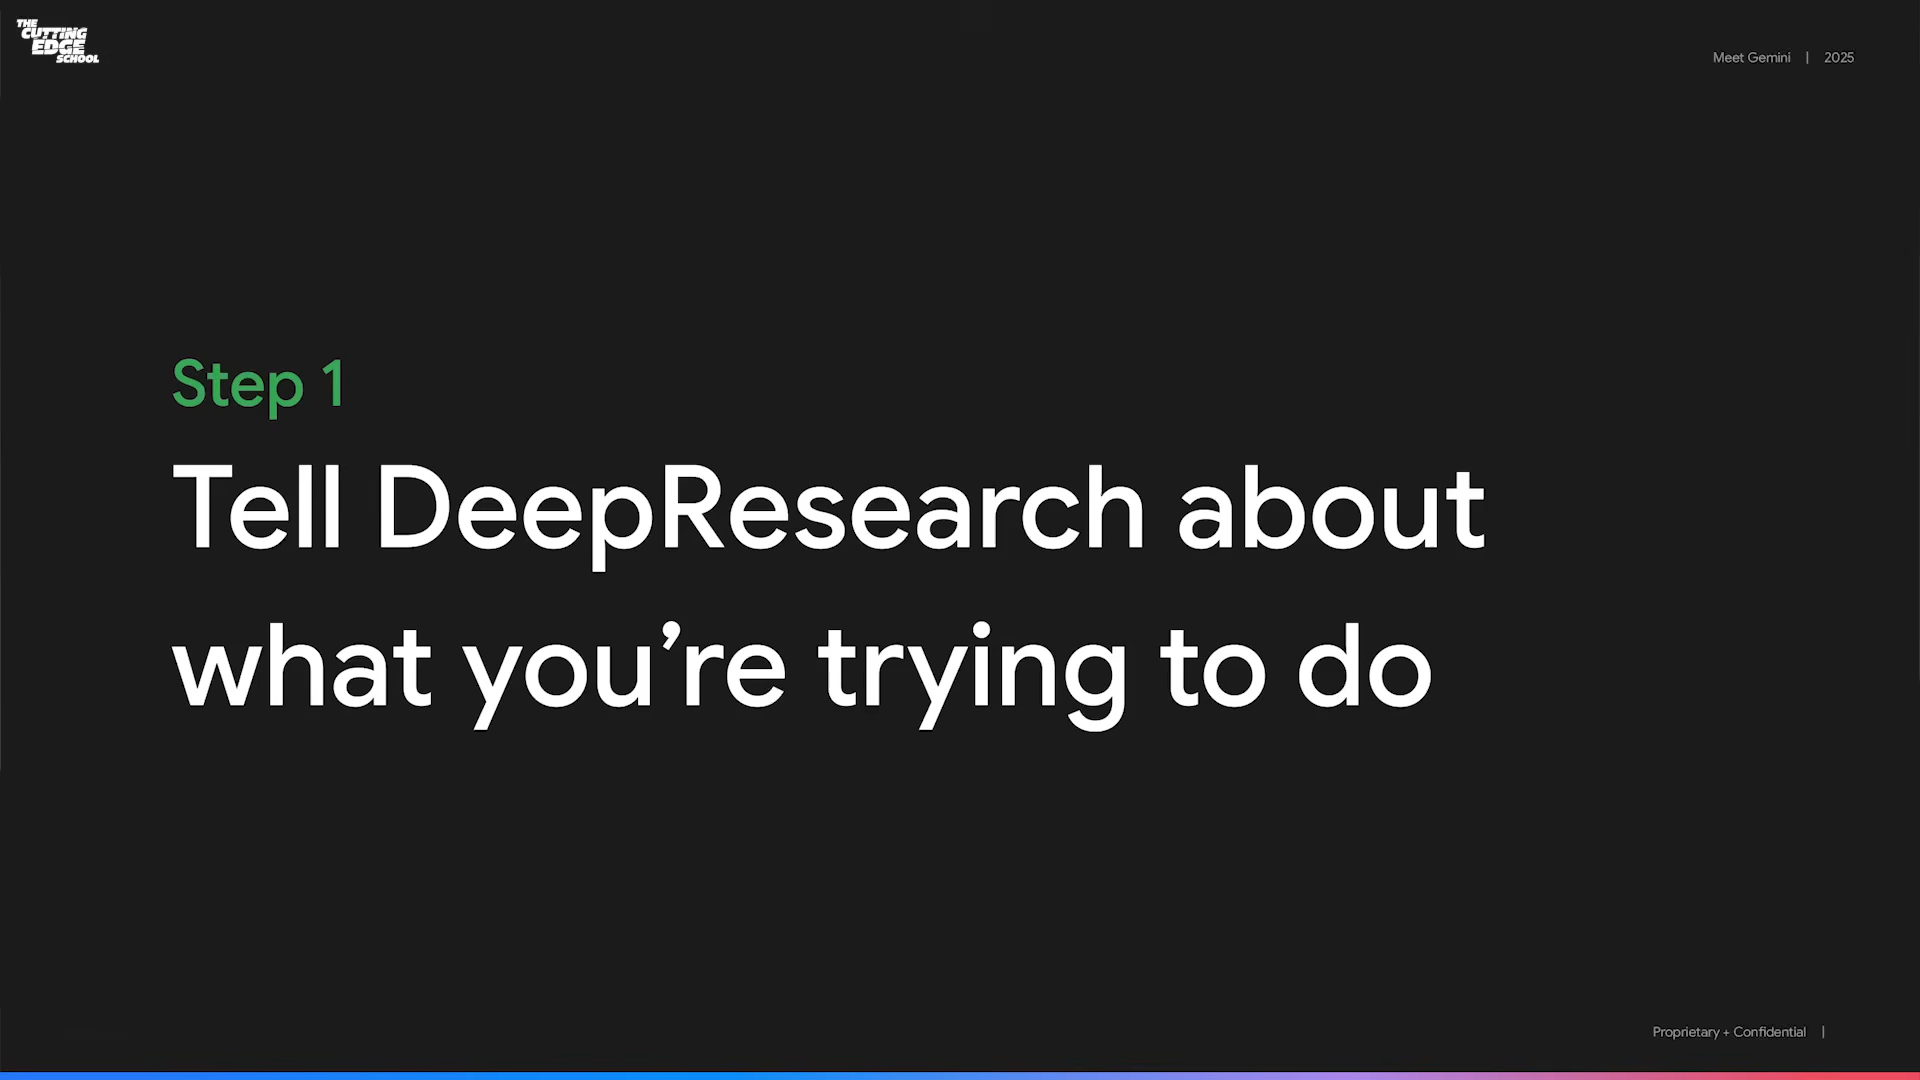 THE
CUTTING
EDGE
SCHOOL
Meet Gemini | 2025
Step 1
Tell DeepResearch about
what you’re trying to do
Proprietary + Confidential |